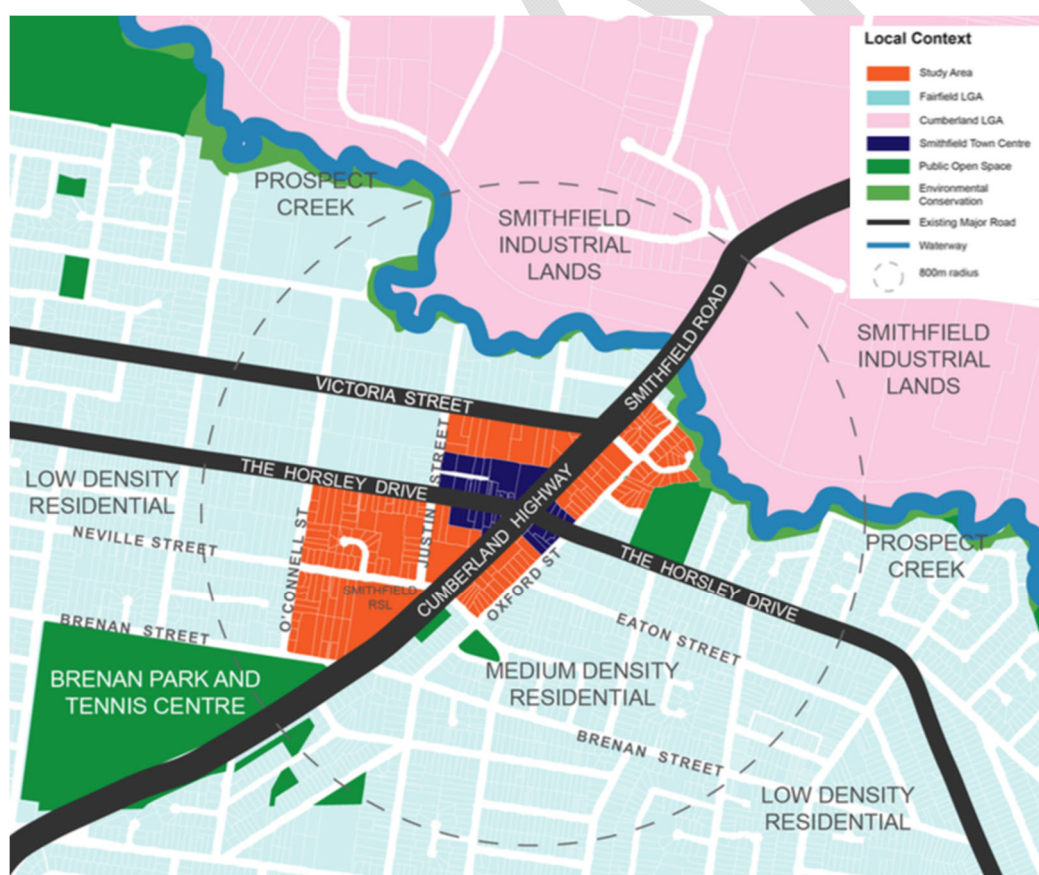 Local Context
Study Area
Fairfield LGA
Cumberland LGA
Smithfield Town Centre
Public Open Space
Environmental
Conservation
Existing Major Road
Waterway
800m radius
PROSPECT
CREEK
SMITHFIELD
INDUSTRIAL
LANDS
SMITHFIELD
INDUSTRIAL
LANDS
SMITHFIELD ROAD
VICTORIA STREET
JUSTIN STREET
THE HORSLEY DRIVE
LOW DENSITY
RESIDENTIAL
CUMBERLAND HIGHWAY
NEVILLE STREET
O'CONNELL ST
SMITHFIELD
RSL
OXFORD ST
THE HORSLEY DRIVE
PROSPECT
CREEK
BRENAN STREET
EATON STREET
BRENAN PARK AND
TENNIS CENTRE
MEDIUM DENSITY
RESIDENTIAL
BRENAN STREET
LOW DENSITY
RESIDENTIAL